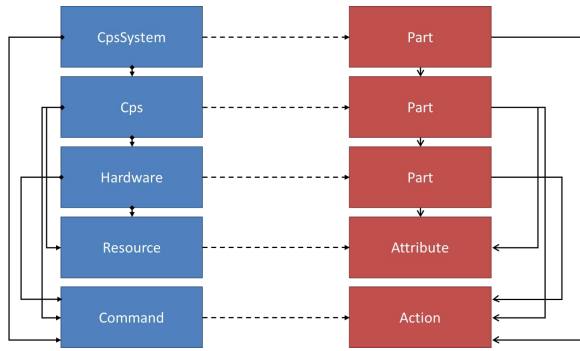 CpsSystem
Part
Cps
Part
Hardware
Part
Resource
Attribute
Command
Action